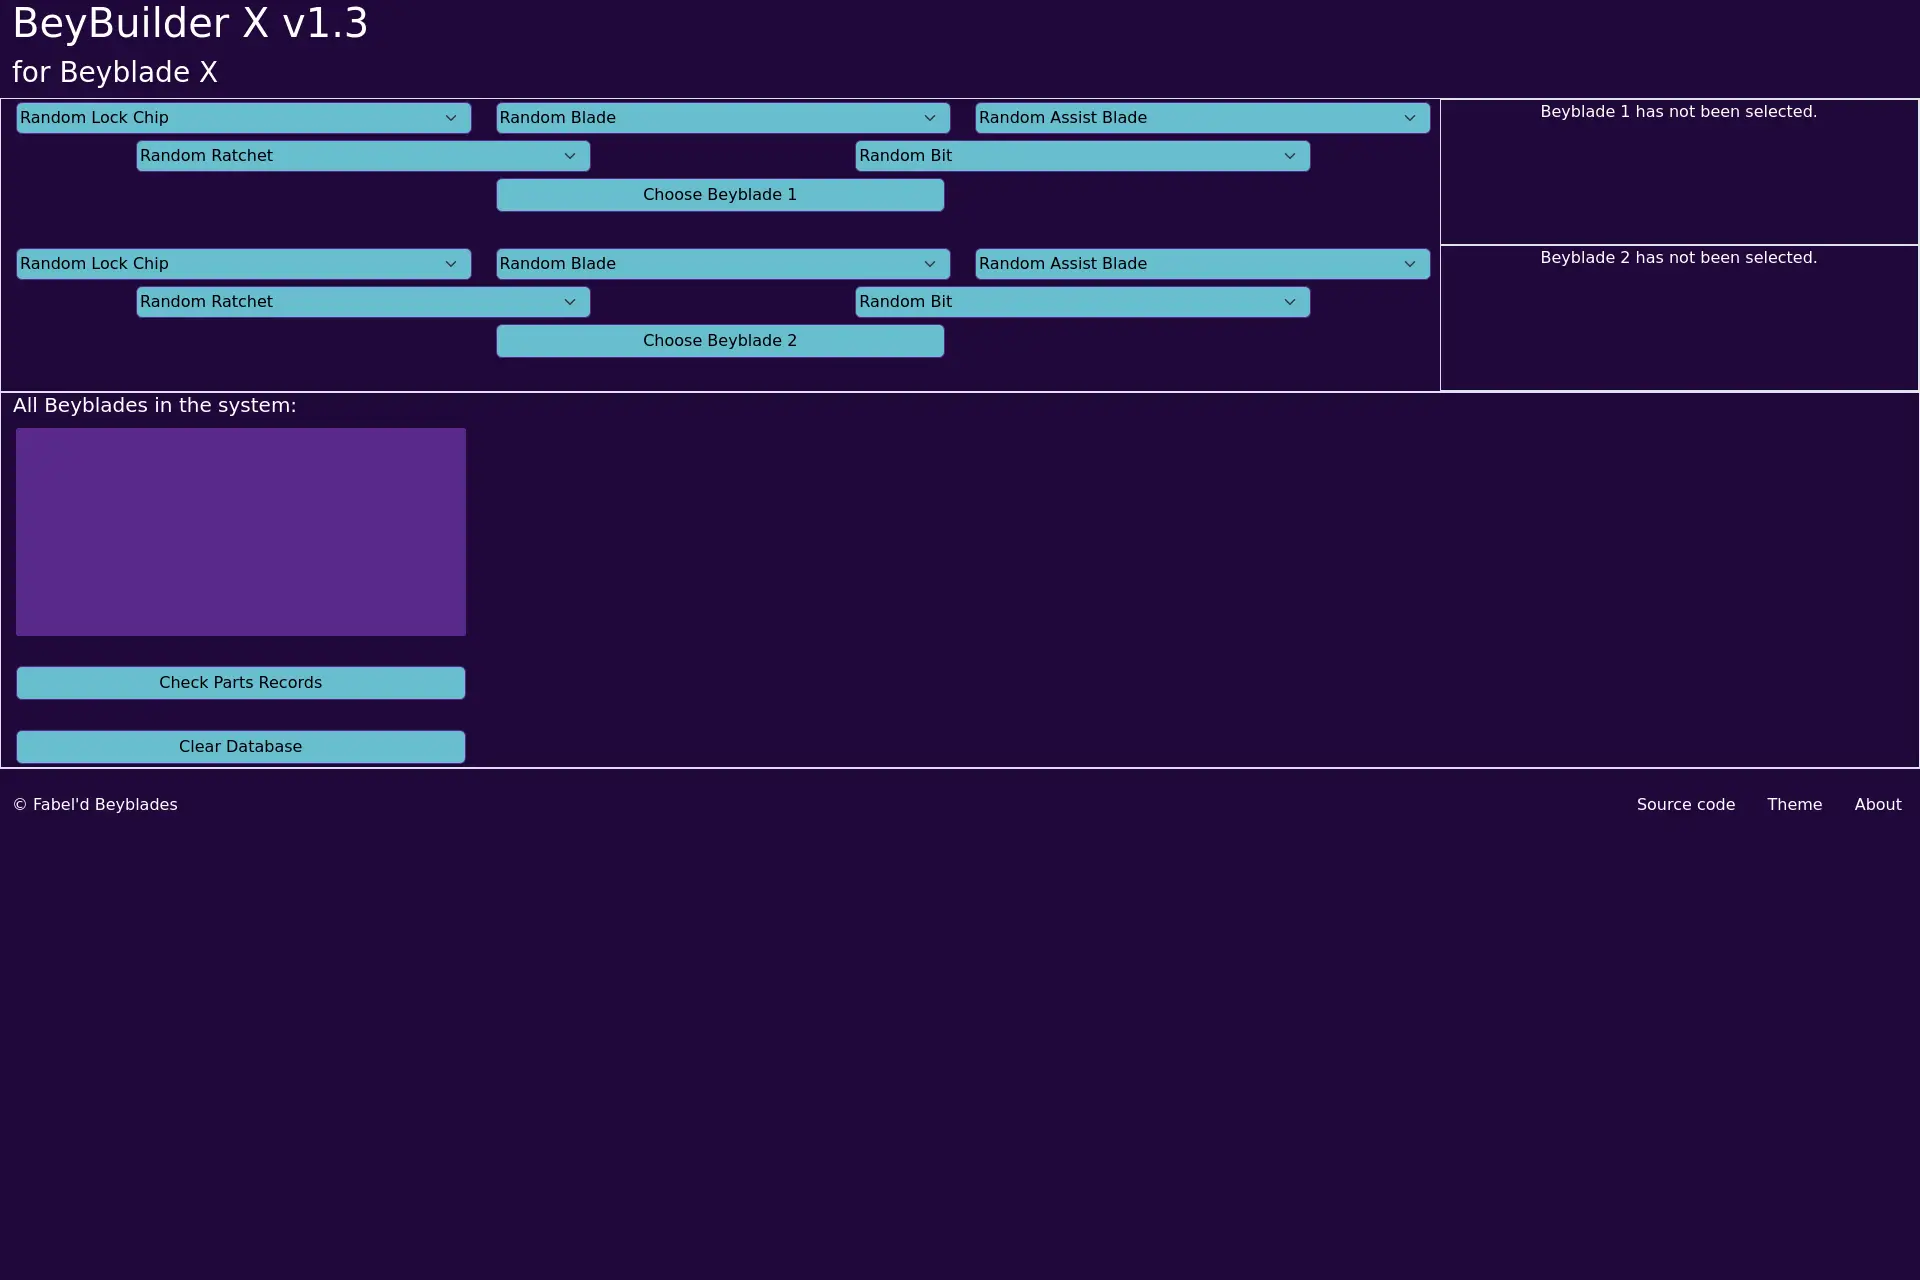 BeyBuilder X v1.3
for Beyblade X
Random Lock Chip
Random Blade
Random Assist Blade
Random Ratchet
Random Bit
Choose Beyblade 1
Beyblade 1 has not been selected.
Random Lock Chip
Random Blade
Random Assist Blade
Random Ratchet
Random Bit
Choose Beyblade 2
Beyblade 2 has not been selected.
All Beyblades in the system:
Check Parts Records
Clear Database
© Fabel'd Beyblades
Source code
Theme
About